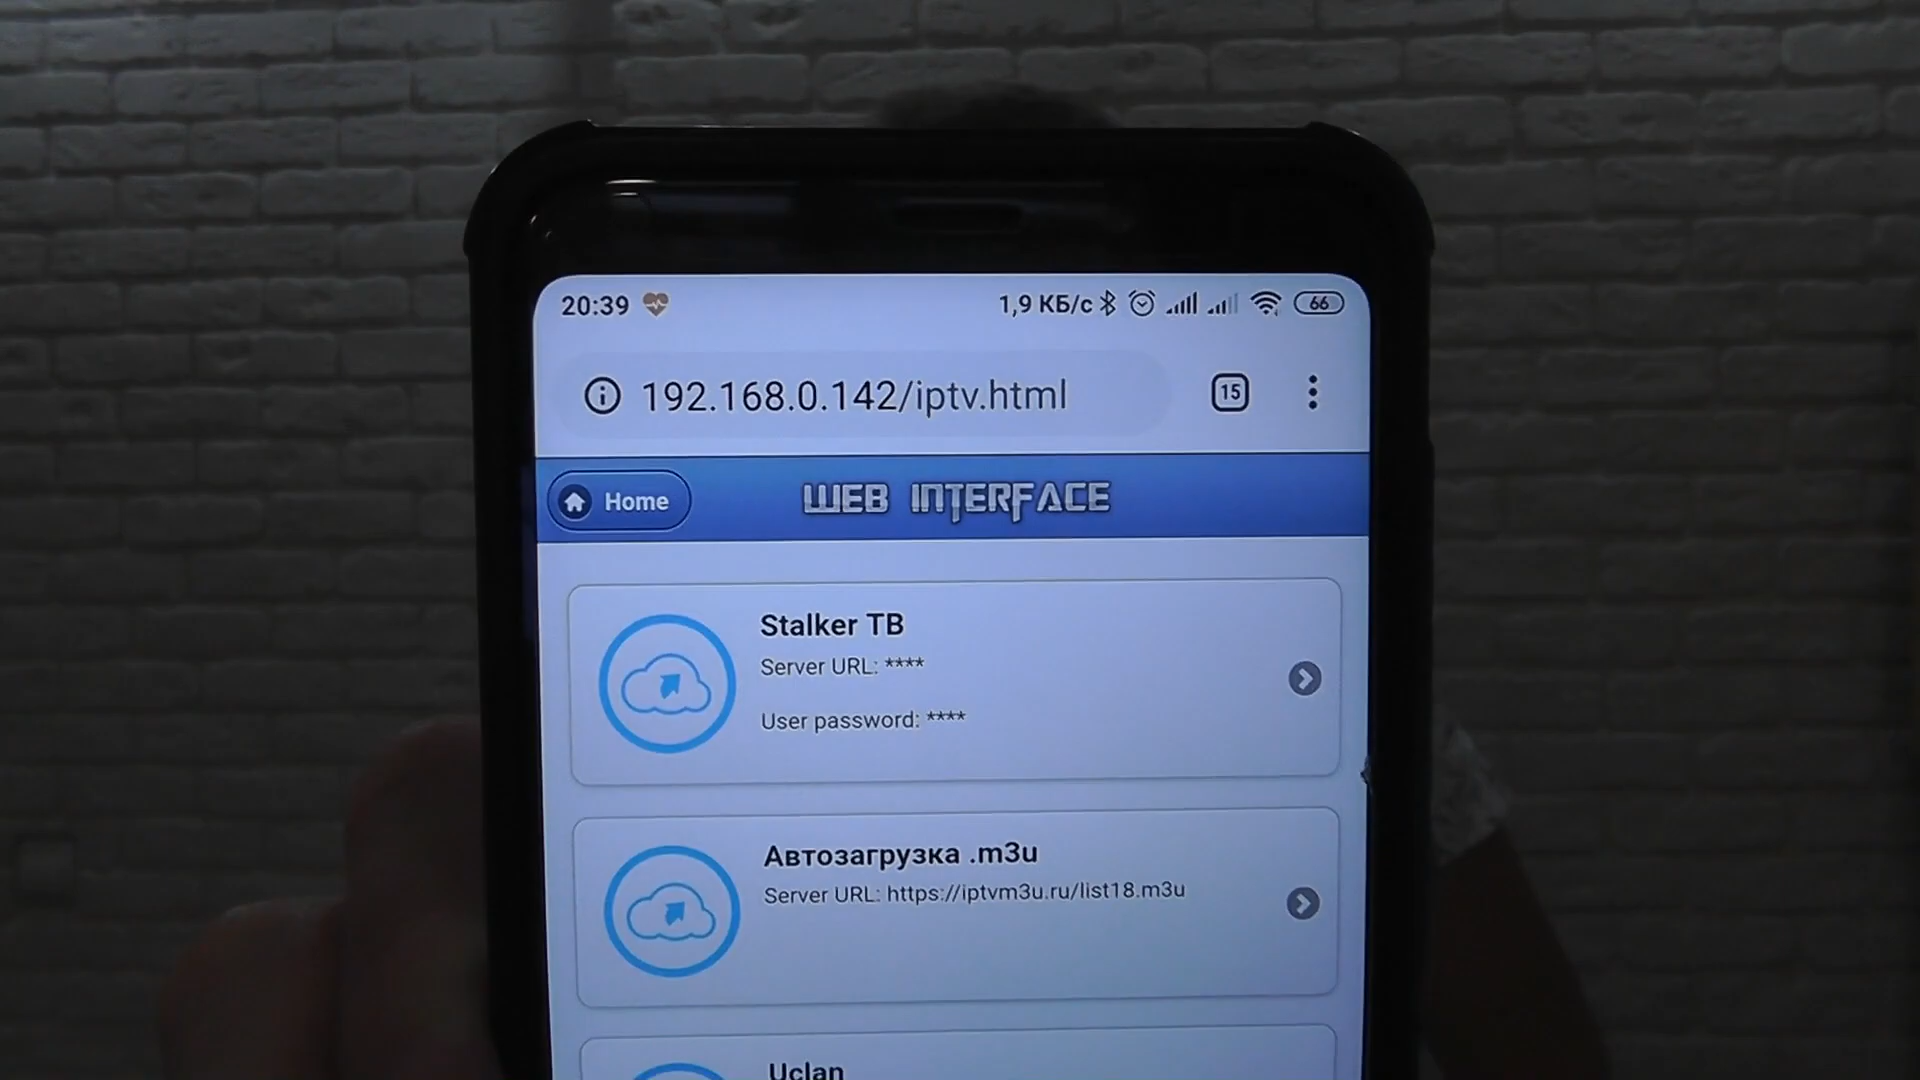 20:39 1,9 КБ/с 66
192.168.0.142/iptv.html 15
Home WEB INTERFACE
Stalker ТВ
Server URL: ****
User password: ****
Автозагрузка .m3u
Server URL: https://iptvm3u.ru/list18.m3u
Uclan